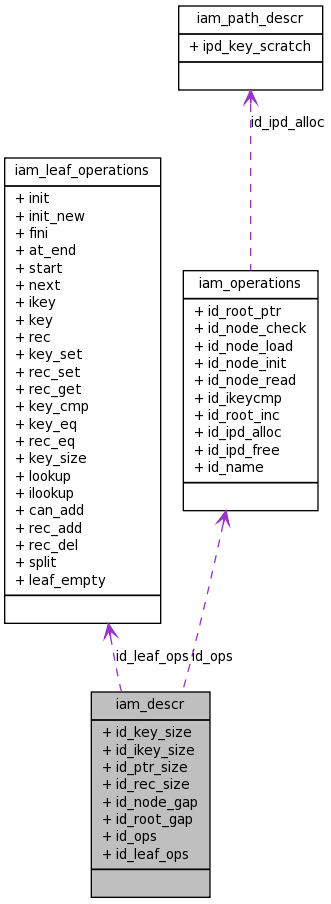 iam_path_descr
+ ipd_key_scratch
id_ipd_alloc
iam_leaf_operations
+ init
+ init_new
+ fini
+ at_end
+ start
+ next
+ ikey
+ key
+ rec
+ key_set
+ rec_set
+ rec_get
+ key_cmp
+ key_eq
+ rec_eq
+ key_size
+ lookup
+ ilookup
+ can_add
+ rec_add
+ rec_del
+ split
+ leaf_empty
iam_operations
+ id_root_ptr
+ id_node_check
+ id_node_load
+ id_node_init
+ id_node_read
+ id_ikeycmp
+ id_root_inc
+ id_ipd_alloc
+ id_ipd_free
+ id_name
id_leaf_ops
id_ops
iam_descr
+ id_key_size
+ id_ikey_size
+ id_ptr_size
+ id_rec_size
+ id_node_gap
+ id_root_gap
+ id_ops
+ id_leaf_ops